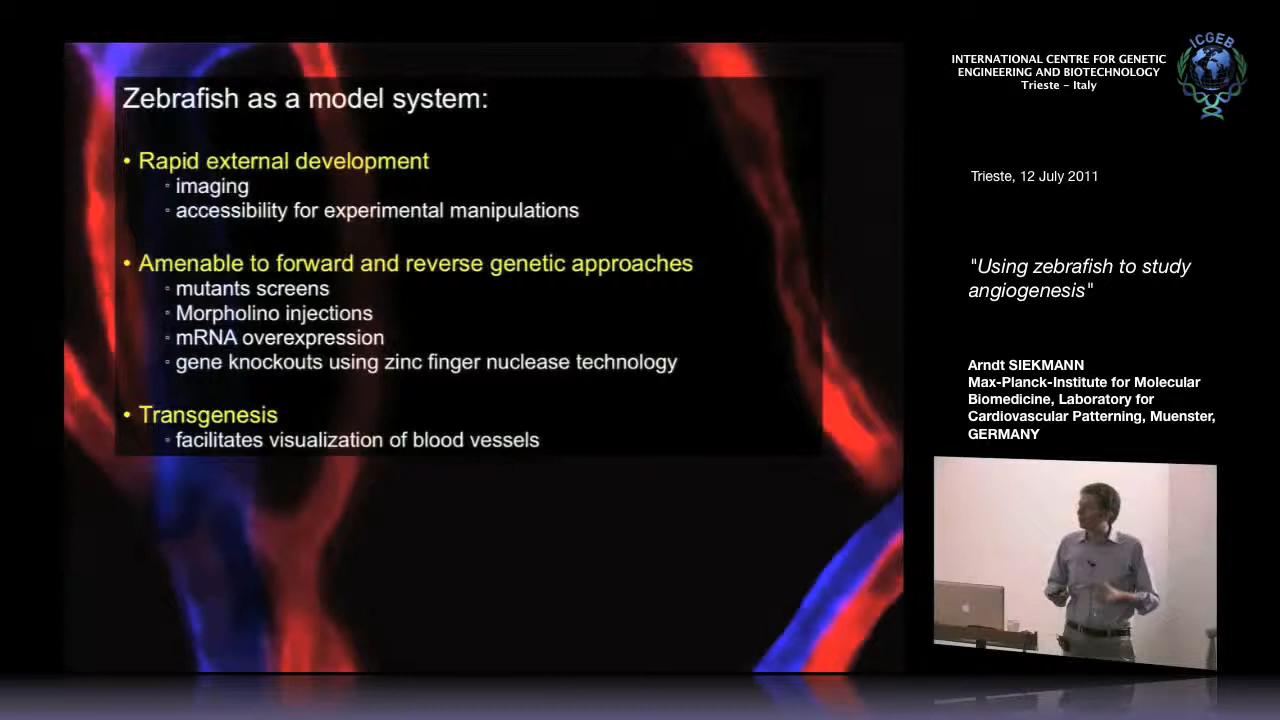 Zebrafish as a model system:
• Rapid external development
◦ imaging
◦ accessibility for experimental manipulations
• Amenable to forward and reverse genetic approaches
◦ mutants screens
◦ Morpholino injections
◦ mRNA overexpression
◦ gene knockouts using zinc finger nuclease technology
• Transgenesis
◦ facilitates visualization of blood vessels
INTERNATIONAL CENTRE FOR GENETIC
ENGINEERING AND BIOTECHNOLOGY
Trieste - Italy
ICGEB
Trieste, 12 July 2011
"Using zebrafish to study
angiogenesis"
Arndt SIEKMANN
Max-Planck-Institute for Molecular
Biomedicine, Laboratory for
Cardiovascular Patterning, Muenster,
GERMANY